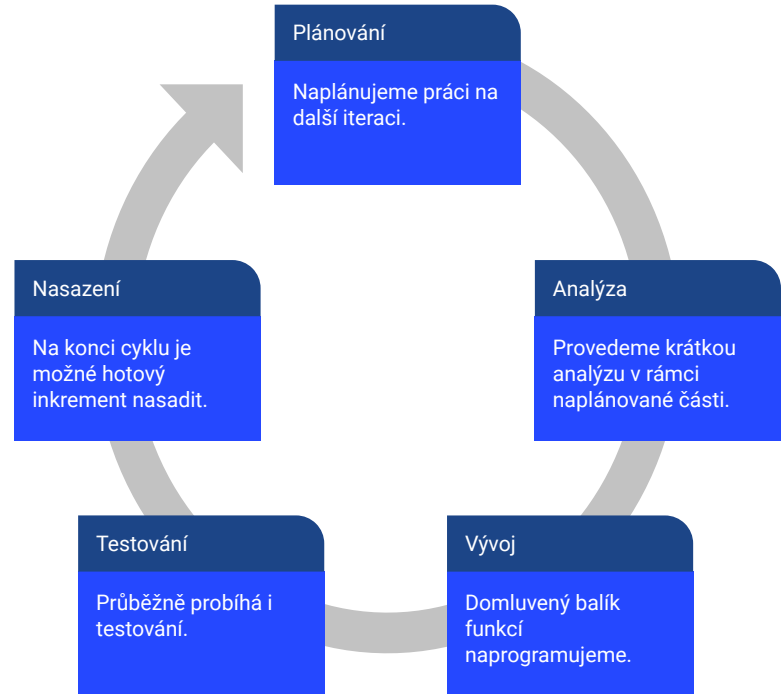 Plánování
Naplánujeme práci na
další iteraci.
Analýza
Provedeme krátkou
analýzu v rámci
naplánované části.
Vývoj
Domluvený balík
funkcí
naprogramujeme.
Testování
Průběžně probíhá i
testování.
Nasazení
Na konci cyklu je
možné hotový
inkrement nasadit.